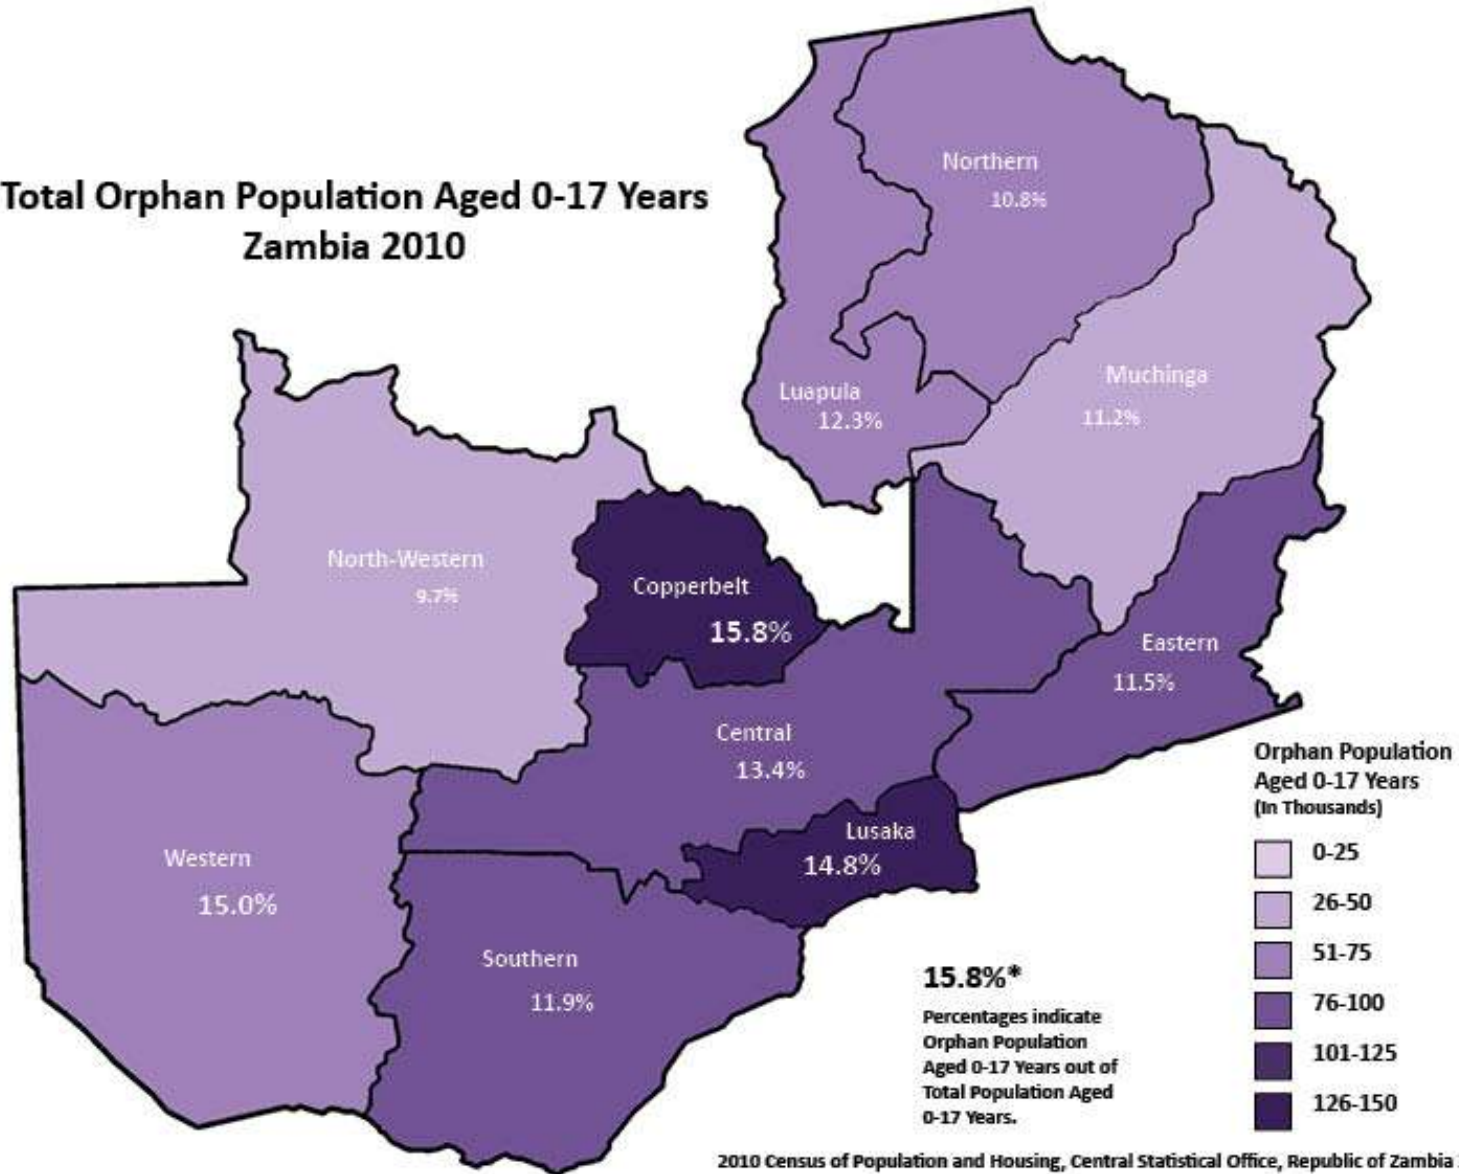 Total Orphan Population Aged 0-17 Years
Zambia 2010
Northern
10.8%
Luapula
12.3%
Muchinga
11.2%
North-Western
9.7%
Copperbelt
15.8%
Eastern
11.5%
Central
13.4%
Lusaka
14.8%
Western
15.0%
Southern
11.9%
15.8%*
Percentages indicate
Orphan Population
Aged 0-17 Years out of
Total Population Aged
0-17 Years.
Orphan Population
Aged 0-17 Years
(In Thousands)
0-25
26-50
51-75
76-100
101-125
126-150
2010 Census of Population and Housing, Central Statistical Office, Republic of Zambia